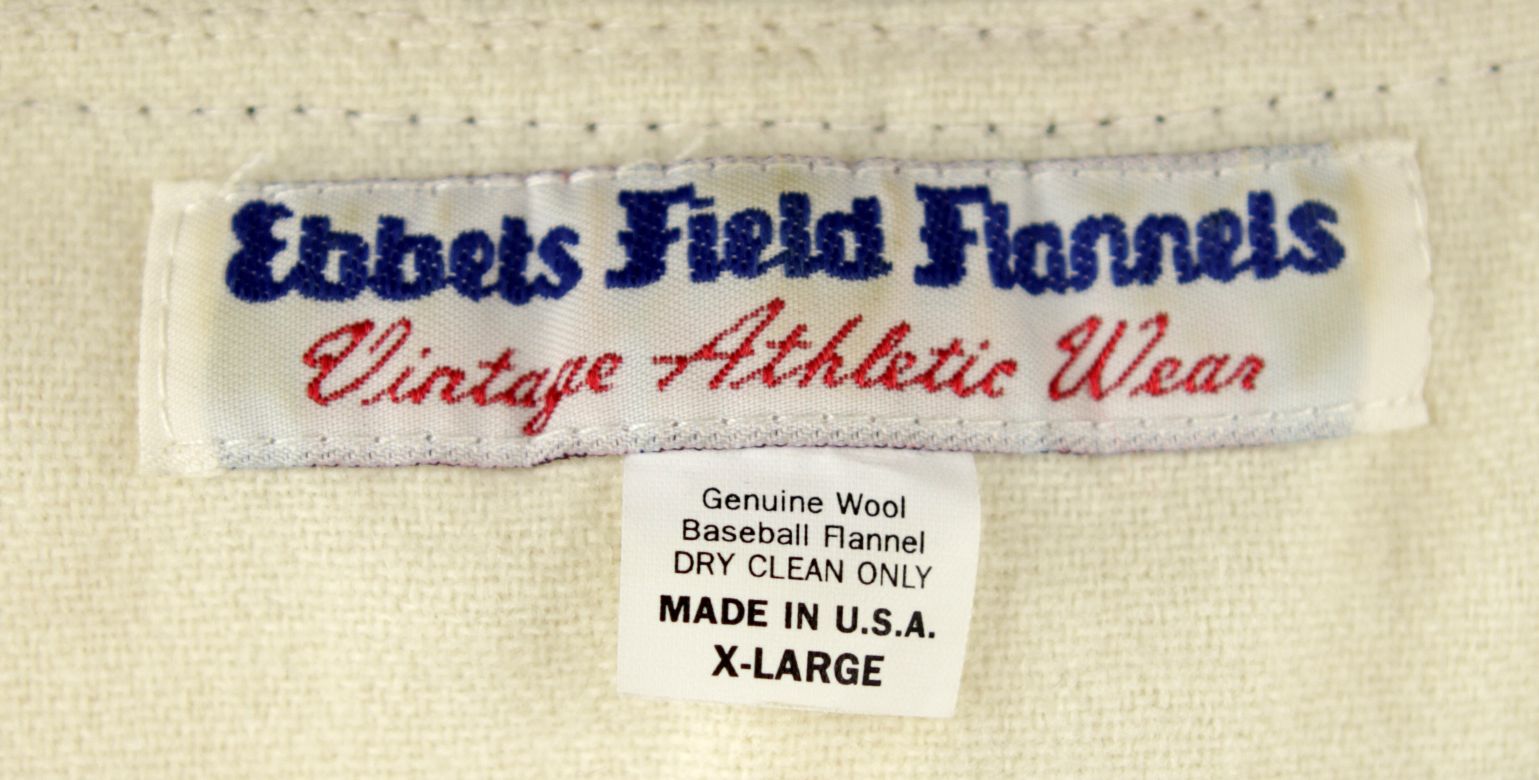 Ebbets Field Flannels
Vintage Athletic Wear
Genuine Wool
Baseball Flannel
DRY CLEAN ONLY
MADE IN U.S.A.
X-LARGE